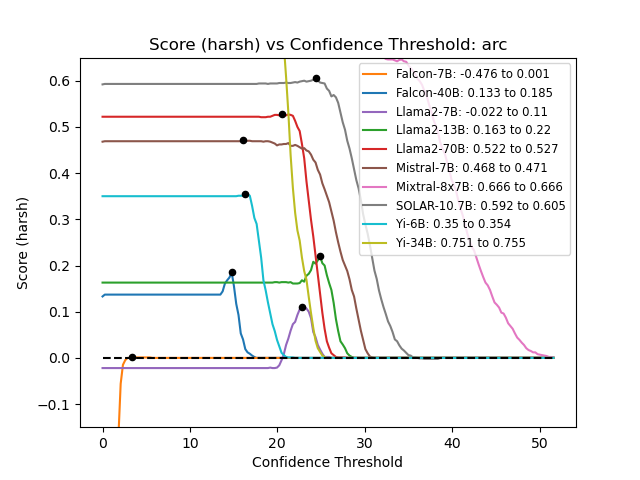 Score (harsh) vs Confidence Threshold: arc
Score (harsh)
0.6
0.5
0.4
0.3
0.2
0.1
0.0
−0.1
Falcon-7B: -0.476 to 0.001
Falcon-40B: 0.133 to 0.185
Llama2-7B: -0.022 to 0.11
Llama2-13B: 0.163 to 0.22
Llama2-70B: 0.522 to 0.527
Mistral-7B: 0.468 to 0.471
Mixtral-8x7B: 0.666 to 0.666
SOLAR-10.7B: 0.592 to 0.605
Yi-6B: 0.35 to 0.354
Yi-34B: 0.751 to 0.755
0 10 20 30 40 50
Confidence Threshold